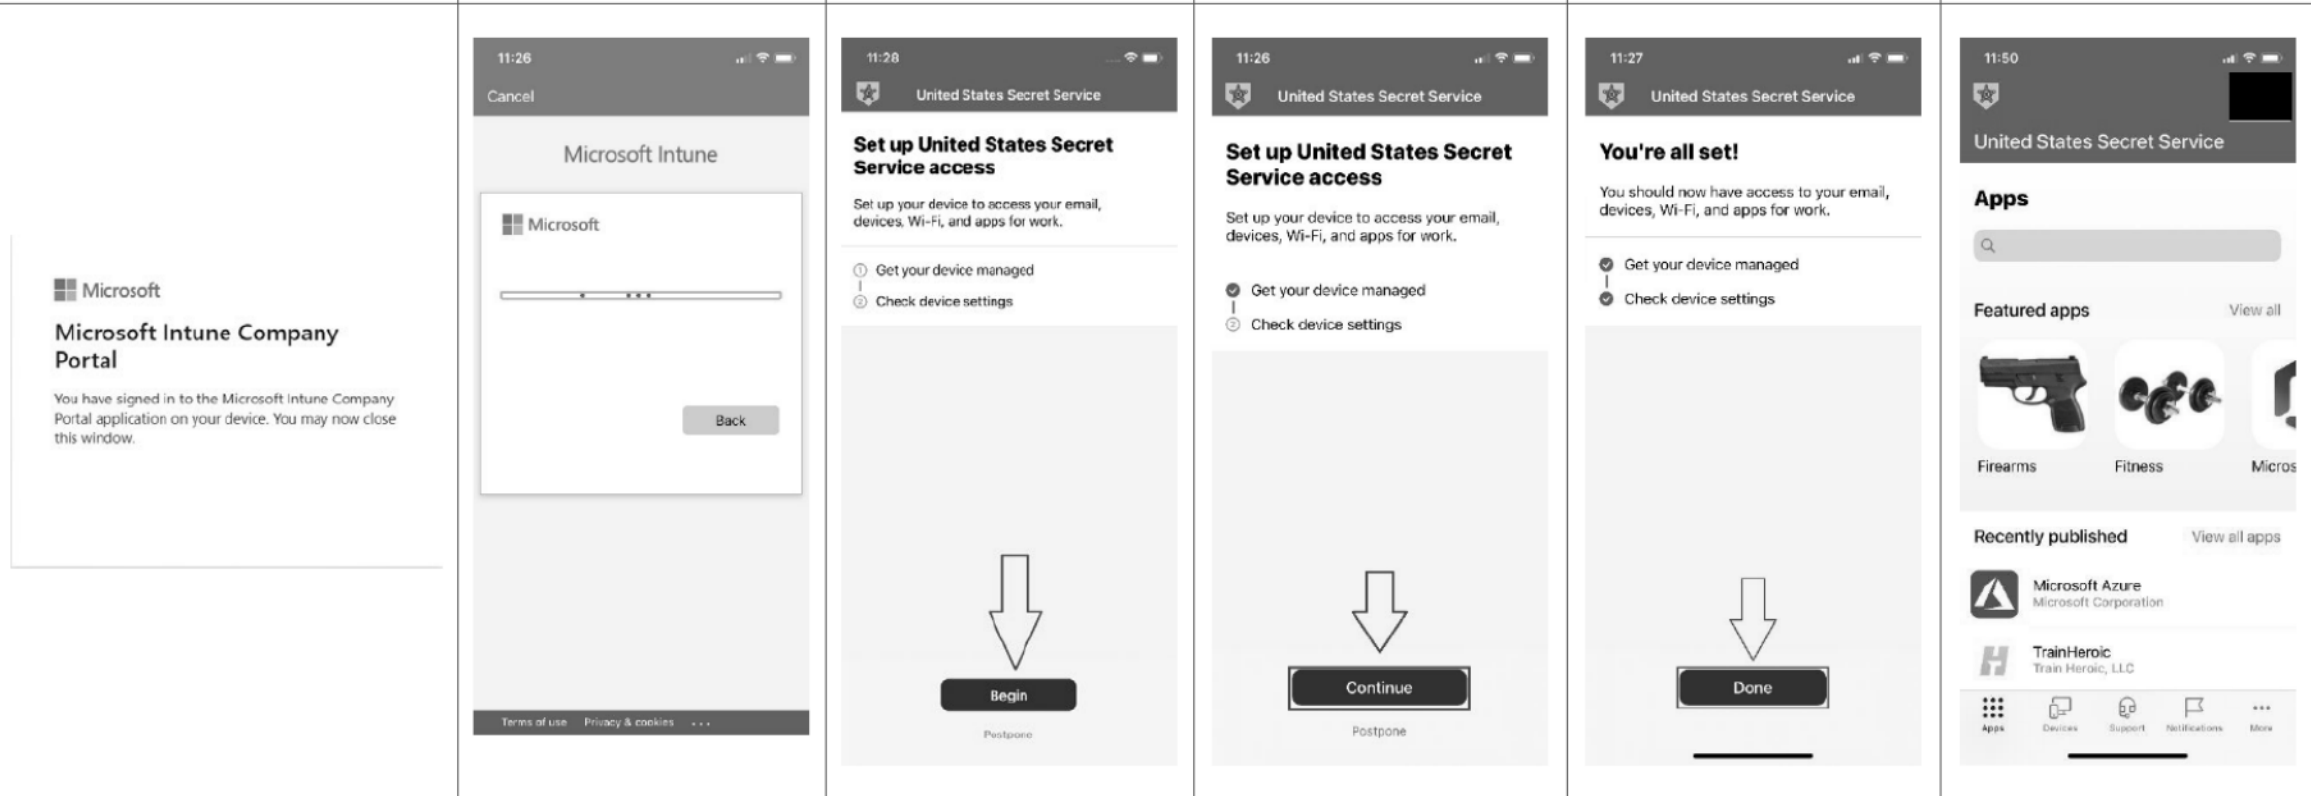 Microsoft
Microsoft Intune Company
Portal
You have signed in to the Microsoft Intune Company
Portal application on your device. You may now close
this window.
11:26
Cancel
Microsoft Intune
Microsoft
Back
Terms of use Privacy & cookies ...
11:28
United States Secret Service
Set up United States Secret
Service access
Set up your device to access your email,
devices, Wi-Fi, and apps for work.
1 Get your device managed
2 Check device settings
Begin
Postpone
11:26
United States Secret Service
Set up United States Secret
Service access
Set up your device to access your email,
devices, Wi-Fi, and apps for work.
Get your device managed
2 Check device settings
Continue
Postpone
11:27
United States Secret Service
You're all set!
You should now have access to your email,
devices, Wi-Fi, and apps for work.
Get your device managed
Check device settings
Done
11:50
United States Secret Service
Apps
Featured apps View all
Firearms Fitness Micros
Recently published View all apps
Microsoft Azure
Microsoft Corporation
TrainHeroic
Train Heroic, LLC
Apps Devices Support Notifications More